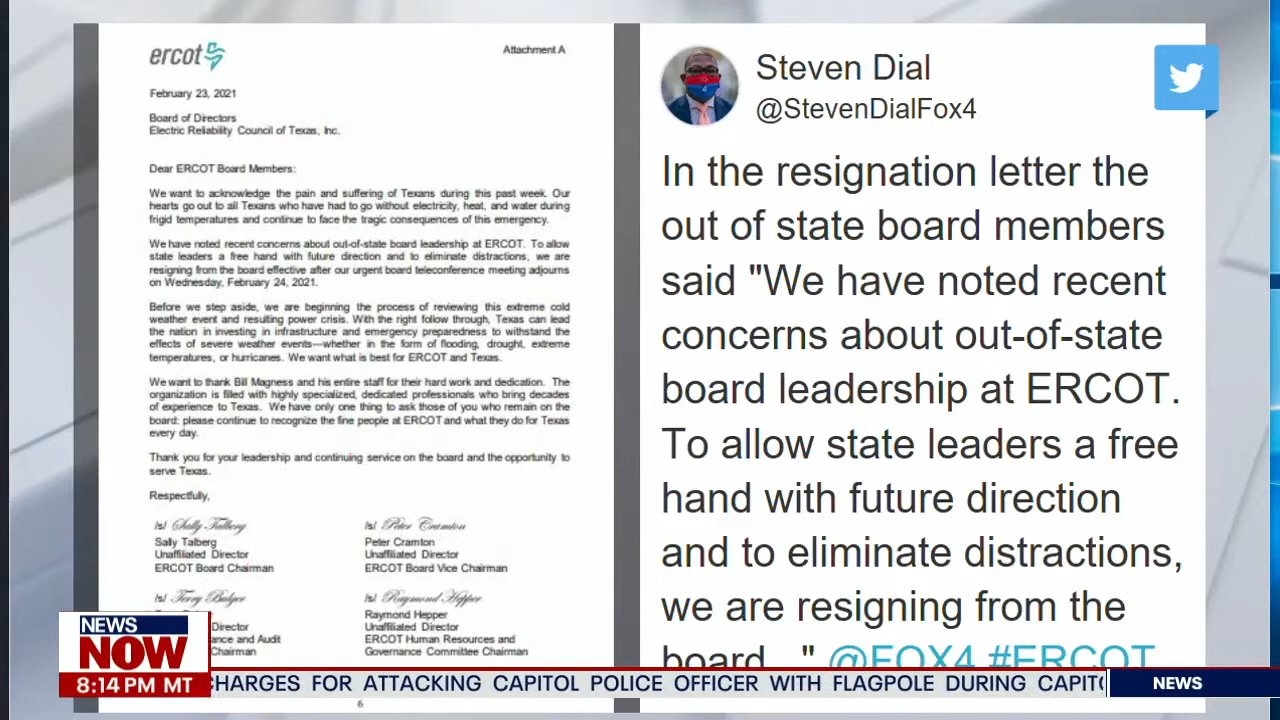 ercot
Attachment A
February 23, 2021
Board of Directors
Electric Reliability Council of Texas, Inc.
Dear ERCOT Board Members:
We want to acknowledge the pain and suffering of Texans during this past week. Our
hearts go out to all Texans who have had to go without electricity, heat, and water during
frigid temperatures and continue to face the tragic consequences of this emergency.
We have noted recent concerns about out-of-state board leadership at ERCOT. To allow
state leaders a free hand with future direction and to eliminate distractions, we are
resigning from the board effective after our urgent board teleconference meeting adjourns
on Wednesday, February 24, 2021.
Before we step aside, we are beginning the process of reviewing this extreme cold
weather event and resulting power crisis. With the right follow through, Texas can lead
the nation in investing in infrastructure and emergency preparedness to withstand the
effects of severe weather events—whether in the form of flooding, drought, extreme
temperatures, or hurricanes. We want what is best for ERCOT and Texas.
We want to thank Bill Magness and his entire staff for their hard work and dedication. The
organization is filled with highly specialized, dedicated professionals who bring decades
of experience to Texas. We have only one thing to ask those of you who remain on the
board: please continue to recognize the fine people at ERCOT and what they do for Texas
every day.
Thank you for your leadership and continuing service on the board and the opportunity to
serve Texas.
Respectfully,
/s/ Sally Talberg
Sally Talberg
Unaffiliated Director
ERCOT Board Chairman
/s/ Peter Cramton
Peter Cramton
Unaffiliated Director
ERCOT Board Vice Chairman
/s/ Terry Bulger
Director
ance and Audit
Chairman
/s/ Raymond Hepper
Raymond Hepper
Unaffiliated Director
ERCOT Human Resources and
Governance Committee Chairman
6
Steven Dial
@StevenDialFox4
In the resignation letter the
out of state board members
said "We have noted recent
concerns about out-of-state
board leadership at ERCOT.
To allow state leaders a free
hand with future direction
and to eliminate distractions,
we are resigning from the
board..." @FOX4 #ERCOT
NEWS
NOW
8:14 PM MT
CHARGES FOR ATTACKING CAPITOL POLICE OFFICER WITH FLAGPOLE DURING CAPITO
NEWS